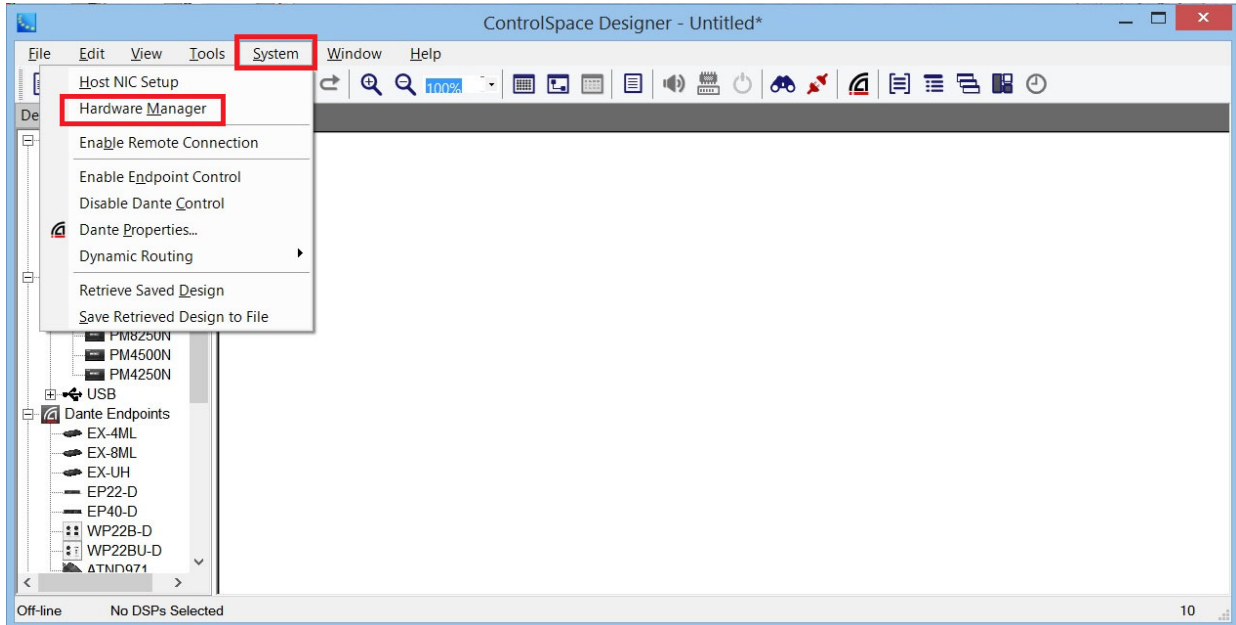 ControlSpace Designer - Untitled*
File Edit View Tools System Window Help
100%
Host NIC Setup
Hardware Manager
Enable Remote Connection
Enable Endpoint Control
Disable Dante Control
Dante Properties...
Dynamic Routing
Retrieve Saved Design
Save Retrieved Design to File
De
PM8250N
PM4500N
PM4250N
USB
Dante Endpoints
EX-4ML
EX-8ML
EX-UH
EP22-D
EP40-D
WP22B-D
WP22BU-D
ATND971
Off-line No DSPs Selected 10